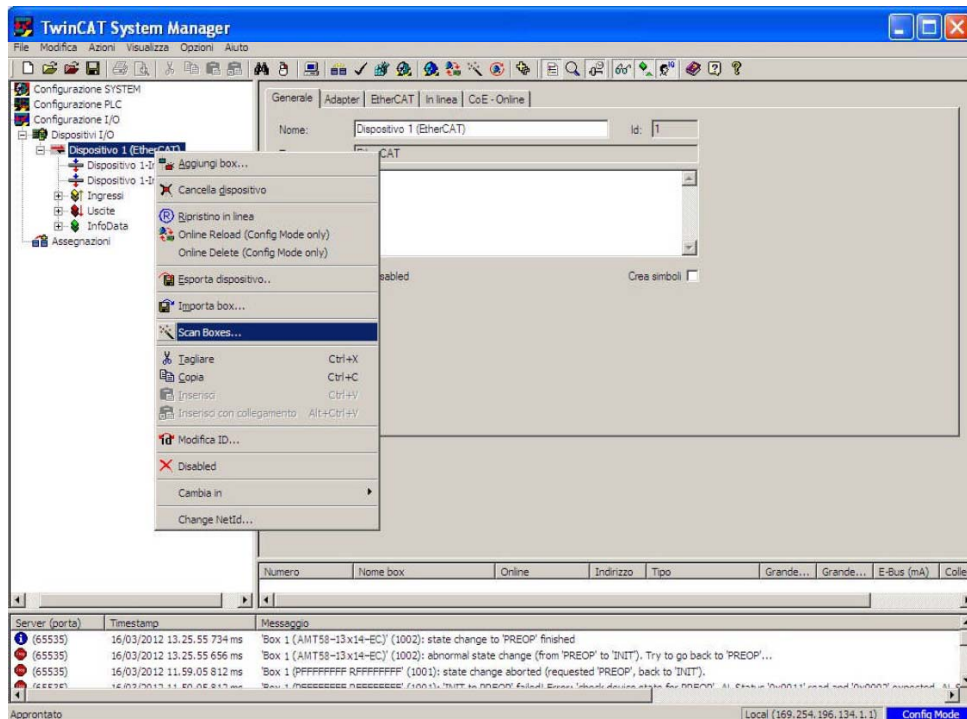 TwinCAT System Manager
File Modifica Azioni Visualizza Opzioni Aiuto
Configurazione SYSTEM
Configurazione PLC
Configurazione I/O
Dispositivi I/O
Dispositivo 1 (EtherCAT)
Dispositivo 1-I
Dispositivo 1-I
Ingressi
Uscite
InfoData
Assegnazioni
Aggiungi box...
Cancella dispositivo
Ripristino in linea
Online Reload (Config Mode only)
Online Delete (Config Mode only)
Esporta dispositivo..
Importa box...
Scan Boxes...
Tagliare Ctrl+X
Copia Ctrl+C
Inserisci Ctrl+V
Inserisci con collegamento Alt+Ctrl+V
Modifica ID...
Disabled
Cambia in
Change NetId...
Generale Adapter EtherCAT In linea CoE - Online
Nome: Dispositivo 1 (EtherCAT) Id: 1
CAT
sabled Crea simboli
Numero Nome box Online Indirizzo Tipo Grande... Grande... E-Bus (mA) Colle
Server (porta) Timestamp Messaggio
(65535) 16/03/2012 13.25.55 734 ms 'Box 1 (AMT58-13x14-EC)' (1002): state change to 'PREOP' finished
(65535) 16/03/2012 13.25.55 656 ms 'Box 1 (AMT58-13x14-EC)' (1002): abnormal state change (from 'PREOP' to 'INIT'). Try to go back to 'PREOP'...
(65535) 16/03/2012 11.59.05 812 ms 'Box 1 (PFFFFFFFF RFFFFFFFF' (1001): state change aborted (requested 'PREOP', back to 'INIT').
Approntato Local (169.254.196.134.1.1) Config Mode